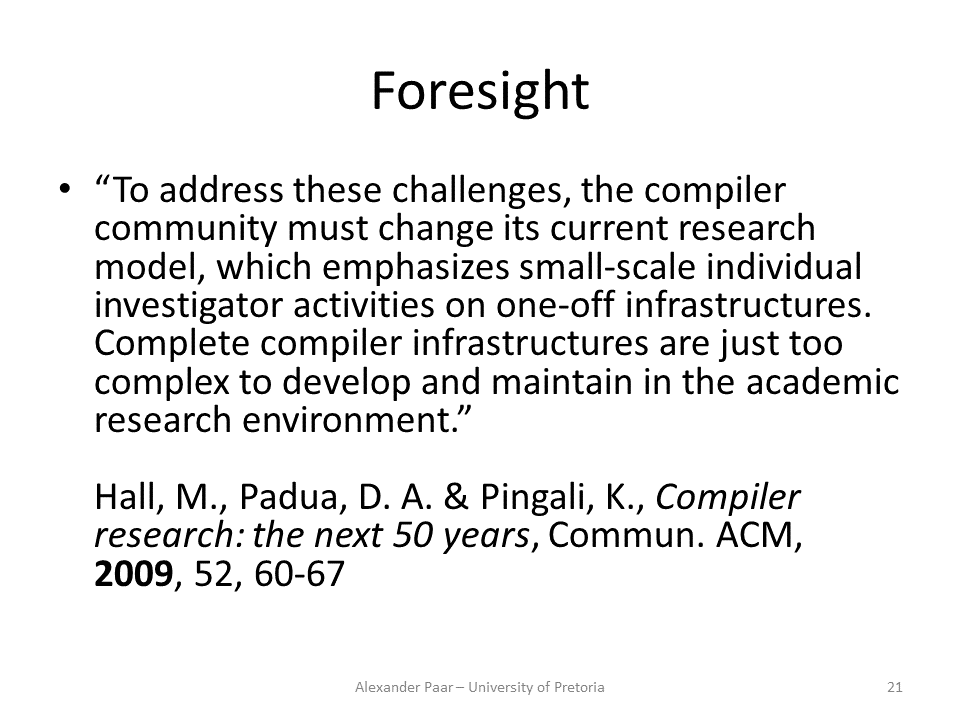 Foresight
• “To address these challenges, the compiler
community must change its current research
model, which emphasizes small-scale individual
investigator activities on one-off infrastructures.
Complete compiler infrastructures are just too
complex to develop and maintain in the academic
research environment.”
Hall, M., Padua, D. A. & Pingali, K., Compiler
research: the next 50 years, Commun. ACM,
2009, 52, 60-67
Alexander Paar – University of Pretoria
21